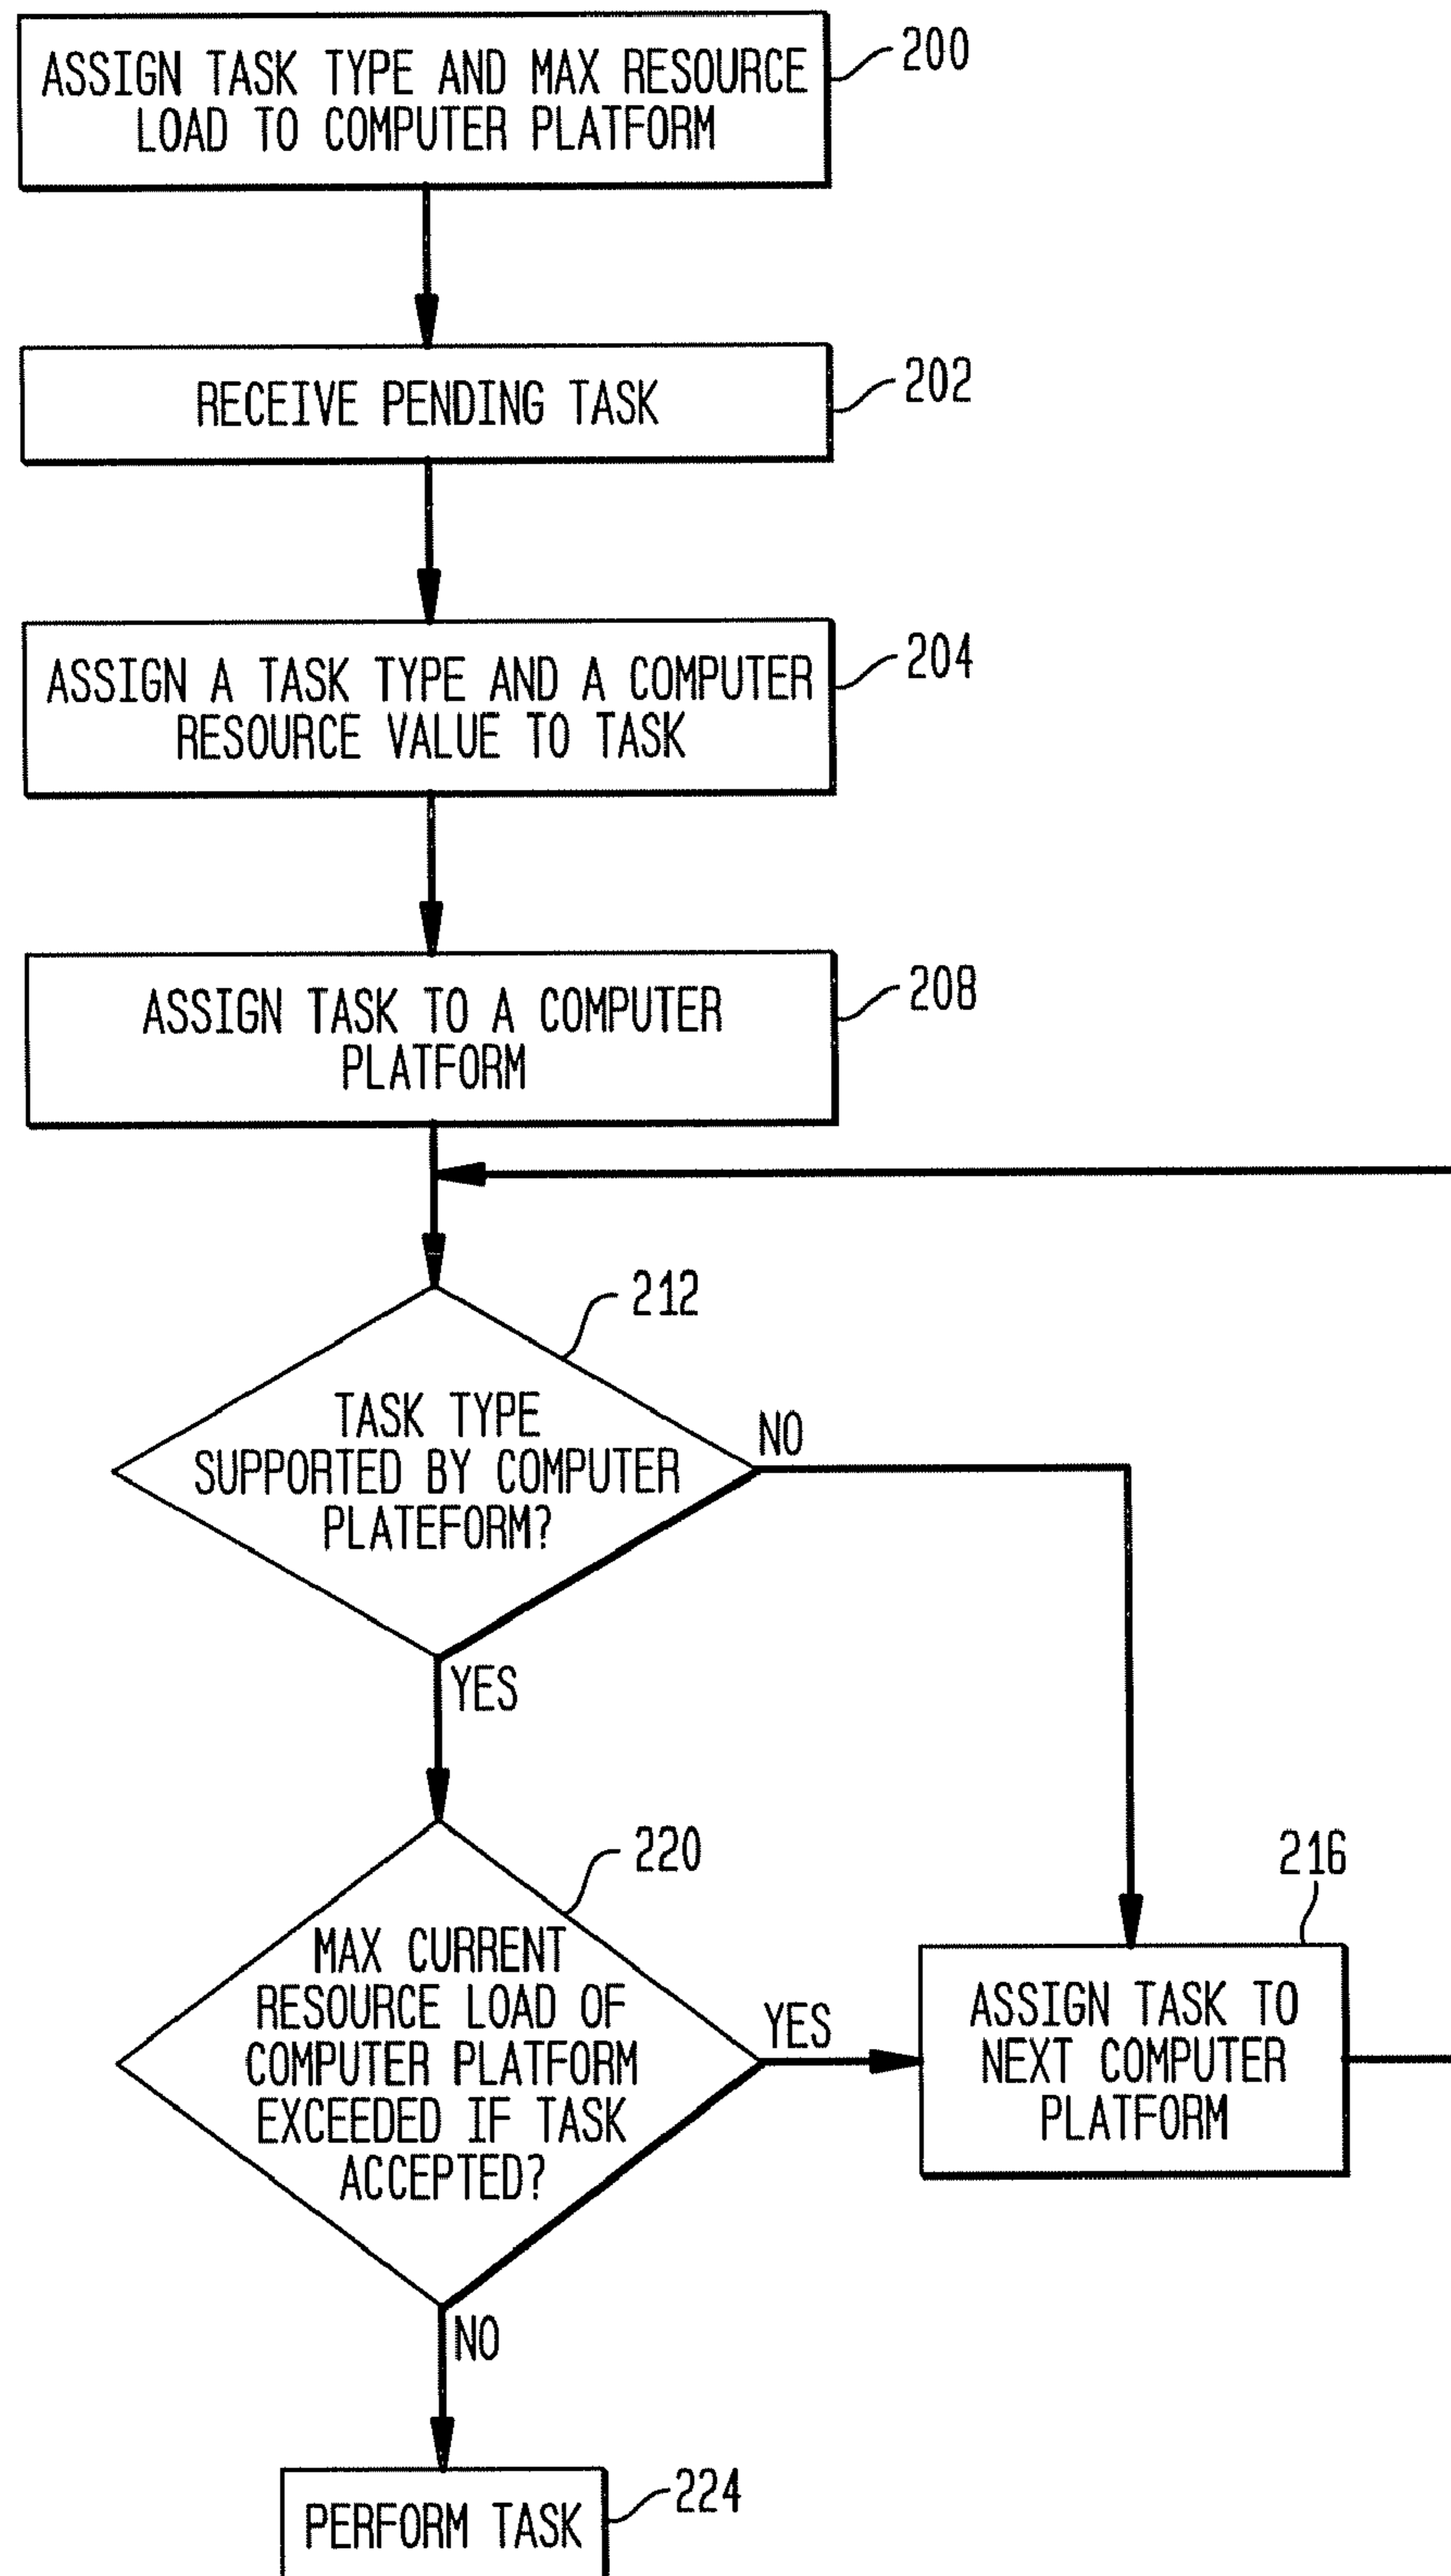 ASSIGN TASK TYPE AND MAX RESOURCE
LOAD TO COMPUTER PLATFORM
200
RECEIVE PENDING TASK
202
ASSIGN A TASK TYPE AND A COMPUTER
RESOURCE VALUE TO TASK
204
ASSIGN TASK TO A COMPUTER
PLATFORM
208
212
TASK TYPE
SUPPORTED BY COMPUTER
PLATEFORM?
NO
YES
220
MAX CURRENT
RESOURCE LOAD OF
COMPUTER PLATFORM
EXCEEDED IF TASK
ACCEPTED?
YES
216
ASSIGN TASK TO
NEXT COMPUTER
PLATFORM
NO
PERFORM TASK
224